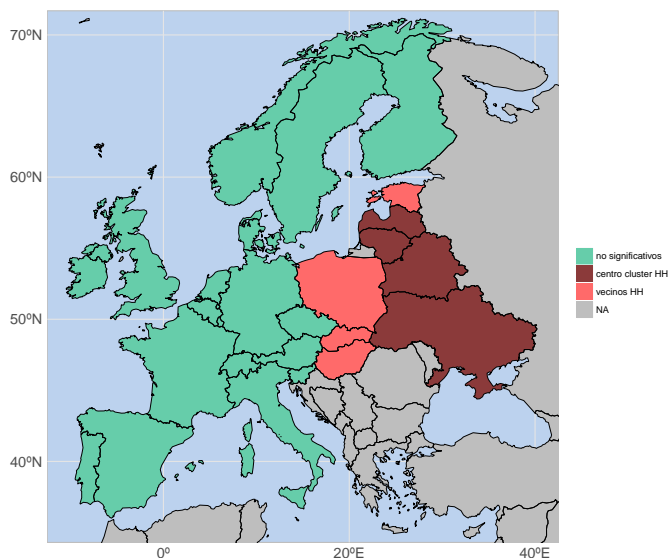 70ºN
60ºN
50ºN
40ºN
0º
20ºE
40ºE
no significativos
centro cluster HH
vecinos HH
NA